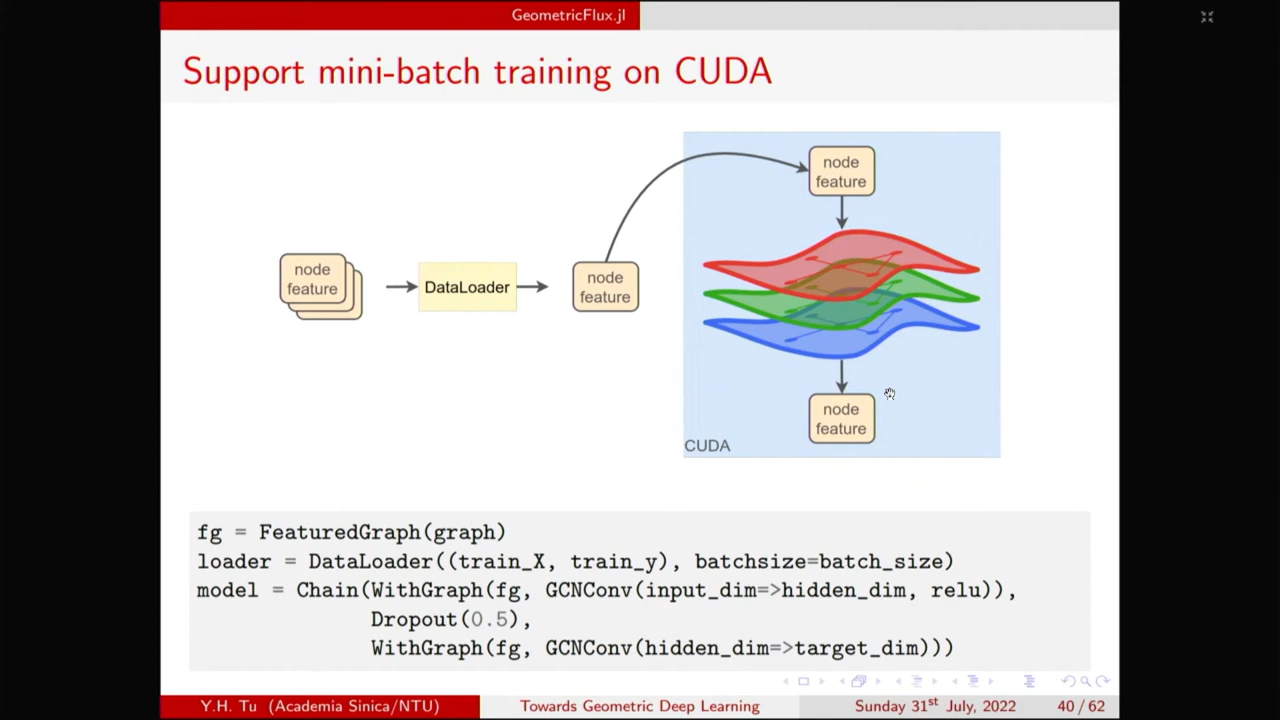 GeometricFlux.jl
Support mini-batch training on CUDA
node
feature
DataLoader
node
feature
node
feature
node
feature
CUDA
fg = FeaturedGraph(graph)
loader = DataLoader((train_X, train_y), batchsize=batch_size)
model = Chain(WithGraph(fg, GCNConv(input_dim=>hidden_dim, relu)),
Dropout(0.5),
WithGraph(fg, GCNConv(hidden_dim=>target_dim)))
Y.H. Tu (Academia Sinica/NTU)
Towards Geometric Deep Learning
Sunday 31st July, 2022
40 / 62